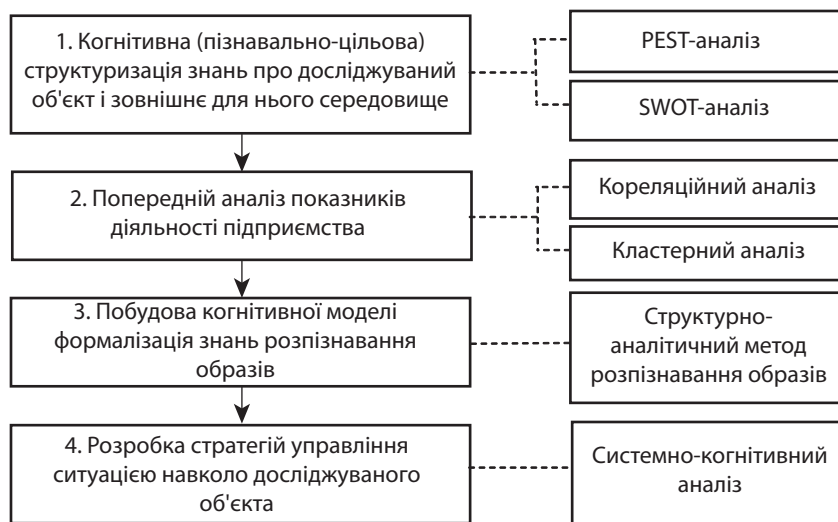 1. Когнітивна (пізнавально-цільова)
структуризація знань про досліджуваний
об'єкт і зовнішнє для нього середовище
PEST-аналіз
SWOT-аналіз
2. Попередній аналіз показників
діяльності підприємства
Кореляційний аналіз
Кластерний аналіз
3. Побудова когнітивної моделі
формалізація знань розпізнавання
образів
Структурно-
аналітичний метод
розпізнавання образів
4. Розробка стратегій управління
ситуацією навколо досліджуваного
об'єкта
Системно-когнітивний
аналіз